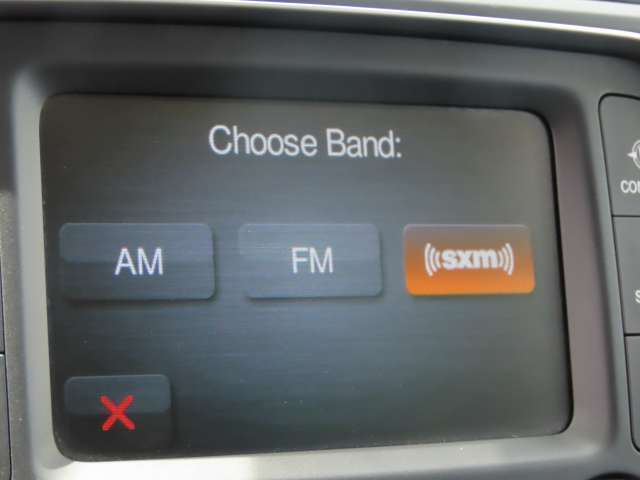 Choose Band:
AM
FM
((sxm))